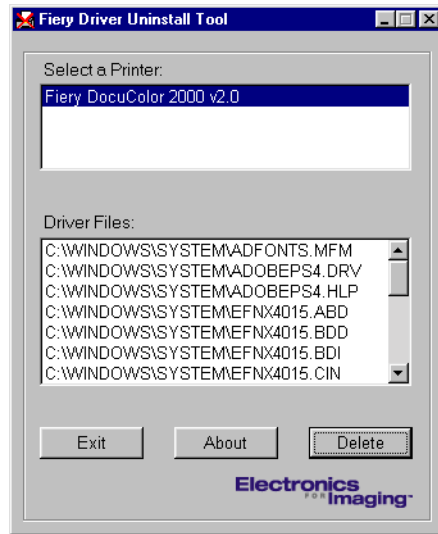 Fiery Driver Uninstall Tool
Select a Printer:
Fiery DocuColor 2000 v2.0
Driver Files:
C:\WINDOWS\SYSTEM\ADFONTS.MFM
C:\WINDOWS\SYSTEM\ADOBEPS4.DRV
C:\WINDOWS\SYSTEM\ADOBEPS4.HLP
C:\WINDOWS\SYSTEM\EFNX4015.ABD
C:\WINDOWS\SYSTEM\EFNX4015.BDD
C:\WINDOWS\SYSTEM\EFNX4015.BDI
C:\WINDOWS\SYSTEM\EFNX4015.CIN
Exit About Delete
Electronics
FOR Imaging